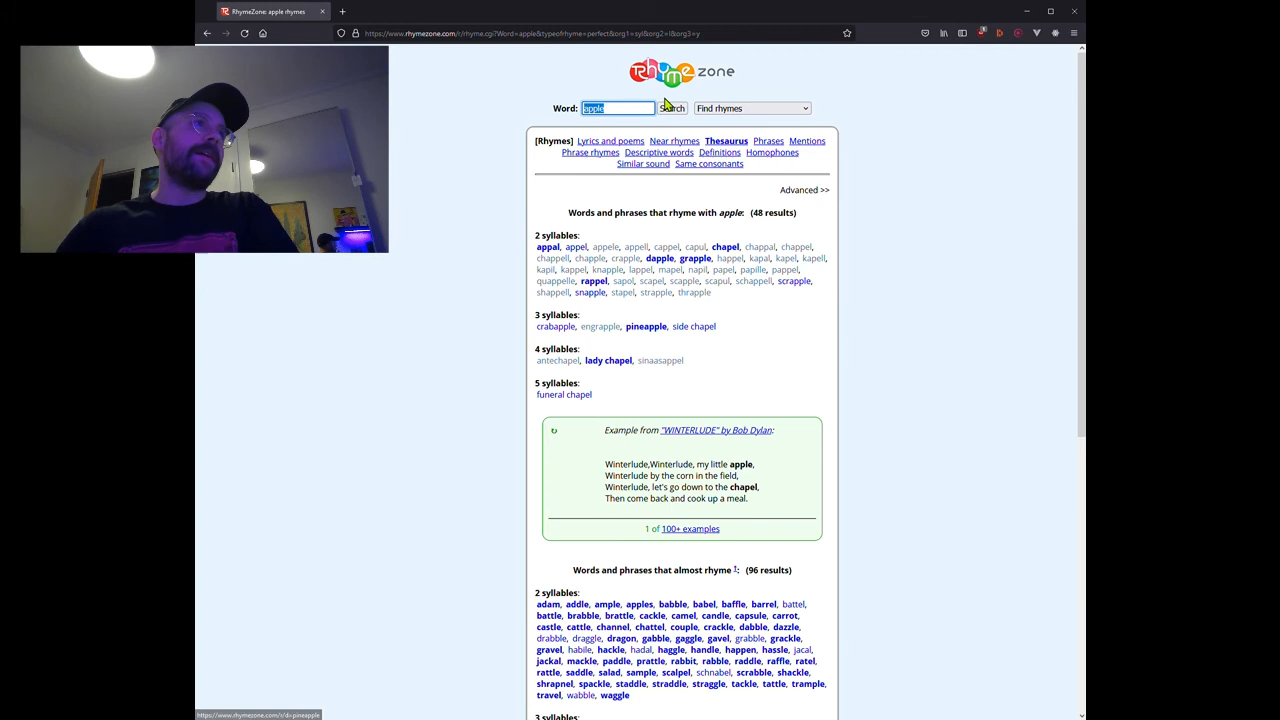 RhymeZone: apple rhymes
https://www.rhymezone.com/r/rhyme.cgi?Word=apple&typeofrhyme=perfect&org1=syl&org2=l&org3=y
Rhyme zone
Word: apple Search Find rhymes
[Rhymes] Lyrics and poems Near rhymes Thesaurus Phrases Mentions
Phrase rhymes Descriptive words Definitions Homophones
Similar sound Same consonants
Advanced >>
Words and phrases that rhyme with apple: (48 results)
2 syllables:
appal, appel, appele, appell, cappel, capul, chapel, chappal, chappel,
chappell, chapple, crapple, dapple, grapple, happel, kapal, kapel, kapell,
kapil, kappel, knapple, lappel, mapel, napil, papel, papille, pappel,
quappelle, rappel, sapol, scapel, scapple, scapul, schappell, scrapple,
shappell, snapple, stapel, strapple, thrapple
3 syllables:
crabapple, engrapple, pineapple, side chapel
4 syllables:
antechapel, lady chapel, sinaasappel
5 syllables:
funeral chapel
Example from "WINTERLUDE" by Bob Dylan:
Winterlude,Winterlude, my little apple,
Winterlude by the corn in the field,
Winterlude, let's go down to the chapel,
Then come back and cook up a meal.
1 of 100+ examples
Words and phrases that almost rhyme †: (96 results)
2 syllables:
adam, addle, ample, apples, babble, babel, baffle, barrel, battel,
battle, brabble, brattle, cackle, camel, candle, capsule, carrot,
castle, cattle, channel, chattel, couple, crackle, dabble, dazzle,
drabble, draggle, dragon, gabble, gaggle, gavel, grabble, grackle,
gravel, habile, hackle, hadal, haggle, handle, happen, hassle, jacal,
jackal, mackle, paddle, prattle, rabbit, rabble, raddle, raffle, ratel,
rattle, saddle, salad, sample, scalpel, schnabel, scrabble, shackle,
shrapnel, spackle, staddle, straddle, straggle, tackle, tattle, trample,
travel, wabble, waggle
3 syllables:
https://www.rhymezone.com/r/d=pineapple